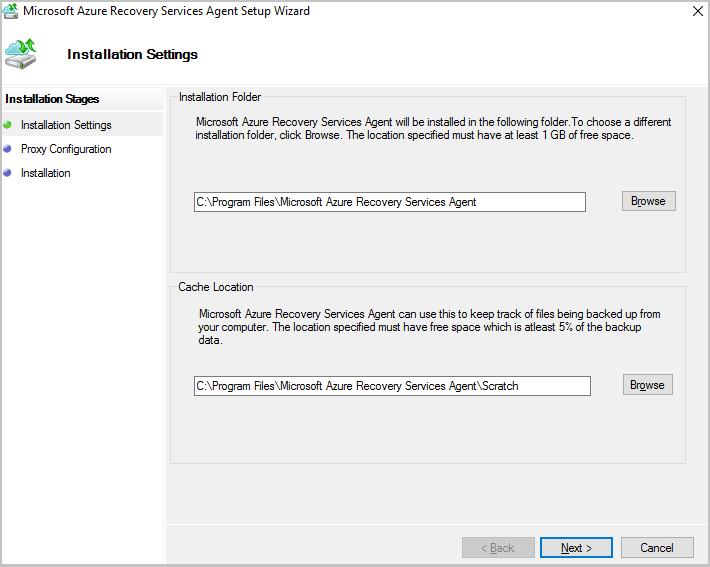 Microsoft Azure Recovery Services Agent Setup Wizard
Installation Settings
Installation Stages
Installation Settings
Proxy Configuration
Installation
Installation Folder
Microsoft Azure Recovery Services Agent will be installed in the following folder.To choose a different
installation folder, click Browse. The location specified must have at least 1 GB of free space.
C:\Program Files\Microsoft Azure Recovery Services Agent
Browse
Cache Location
Microsoft Azure Recovery Services Agent can use this to keep track of files being backed up from
your computer. The location specified must have free space which is atleast 5% of the backup
data.
C:\Program Files\Microsoft Azure Recovery Services Agent\Scratch
Browse
< Back
Next >
Cancel